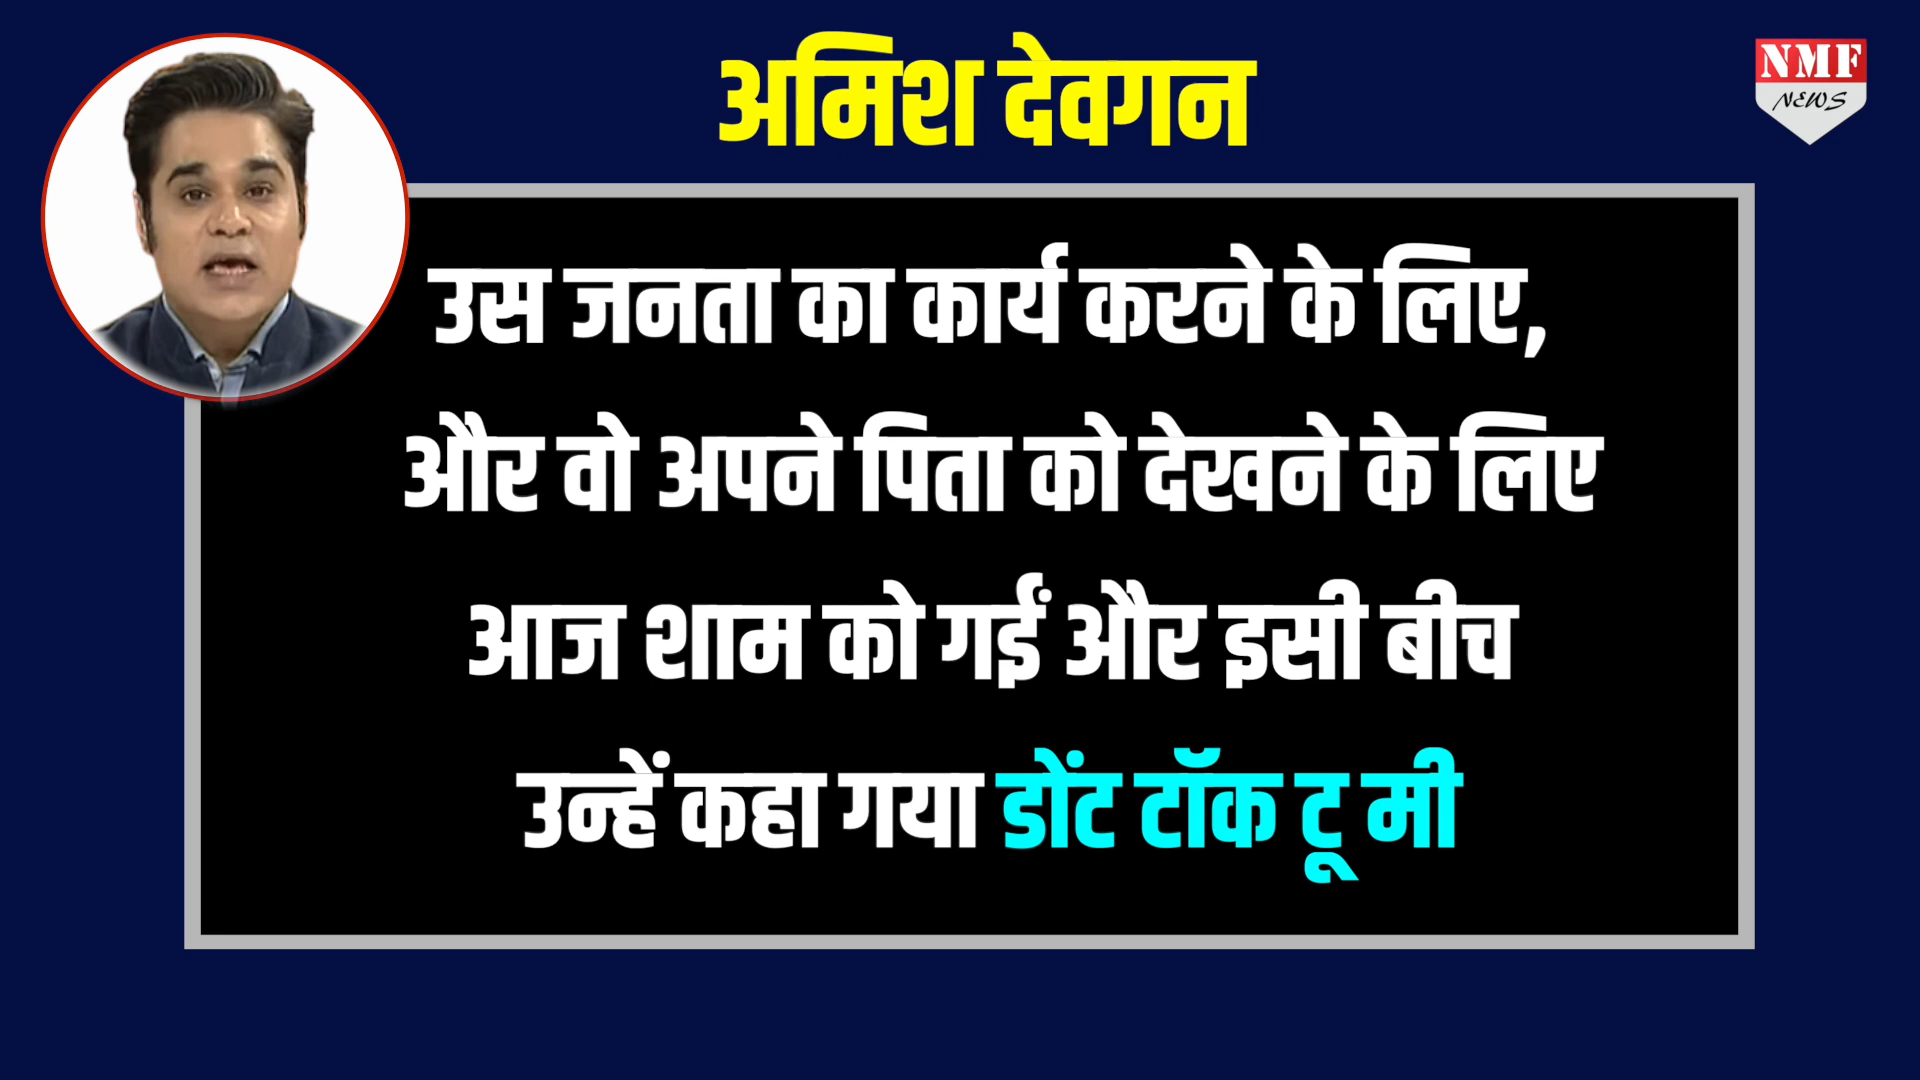 अमिश देवगन
NMF
NEWS
उस जनता का कार्य करने के लिए,
और वो अपने पिता को देखने के लिए
आज शाम को गईं और इसी बीच
उन्हें कहा गया डोंट टॉक टू मी